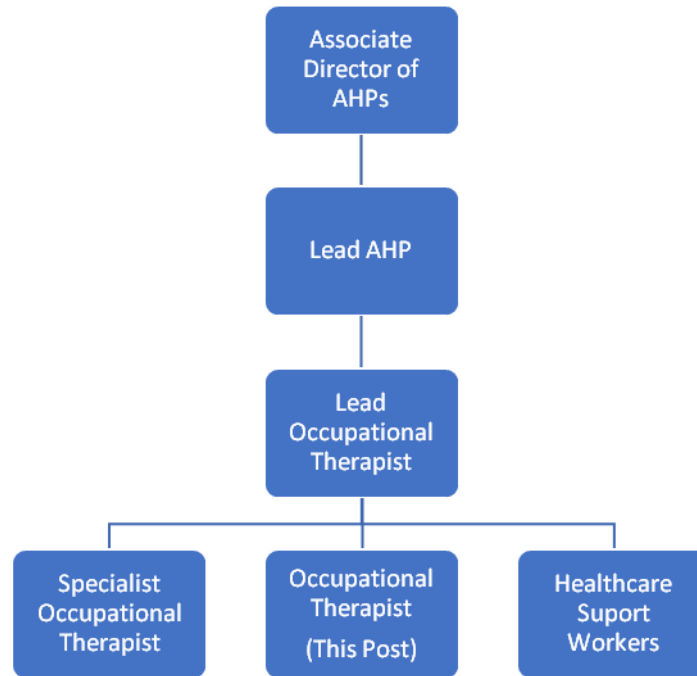 Associate
Director of
AHPs
Lead AHP
Lead
Occupational
Therapist
Specialist
Occupational
Therapist
Occupational
Therapist
(This Post)
Healthcare
Suport
Workers